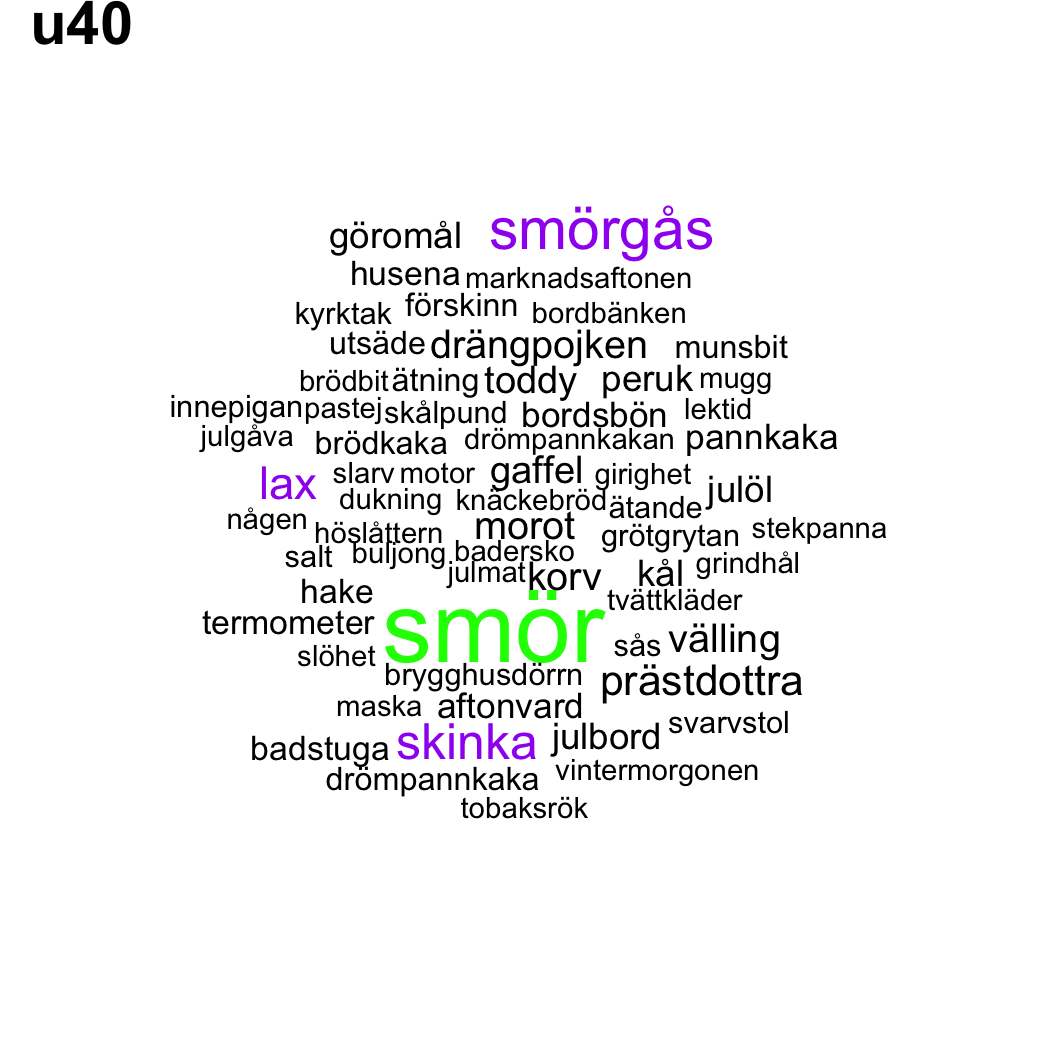 u40
göromål smörgås
husena marknadsaftonen
kyrktak förskinn bordbänken
utsäde drängpojken munsbit
brödbit ätning toddy peruk mugg
innepigan pastej skålpund bordsbön lektid
julgåva brödkaka drömpannkakan pannkaka
lax slarv motor gaffel girighet julöl
dukning knäckebröd ätande
någen höslåttern morot grötgrytan stekpanna
salt buljong badersko grindhål
julmat korv kål
hake tvättkläder
termometer smör sås välling
slöhet brygghusdörrn prästdottra
maska aftonvard svarvstol
badstuga skinka julbord
drömpannkaka vintermorgonen
tobaksrök